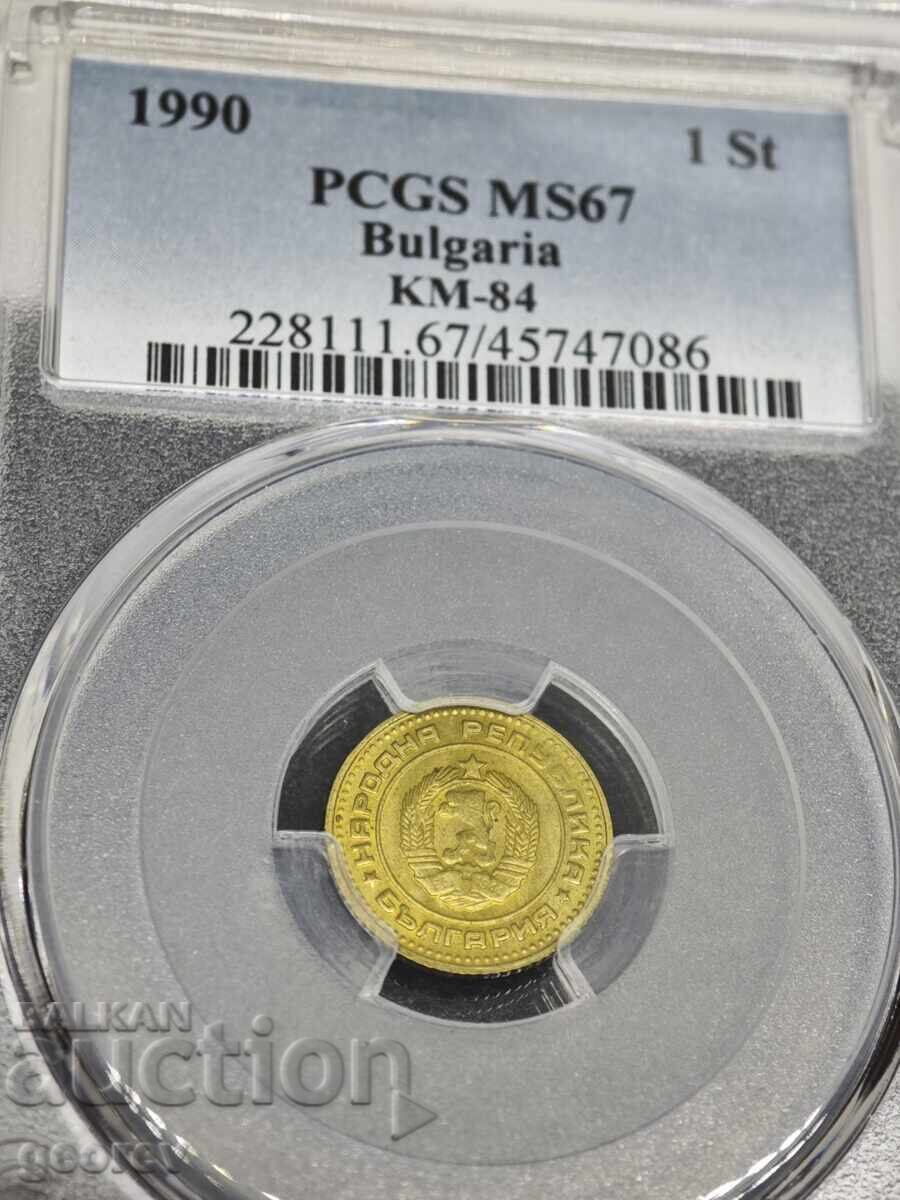 1990
1 St
PCGS MS67
Bulgaria
KM-84
228111.67/45747086
НАРОДНА РЕПУБЛИКА
БЪЛГАРИЯ
BALKAN
auction
georev